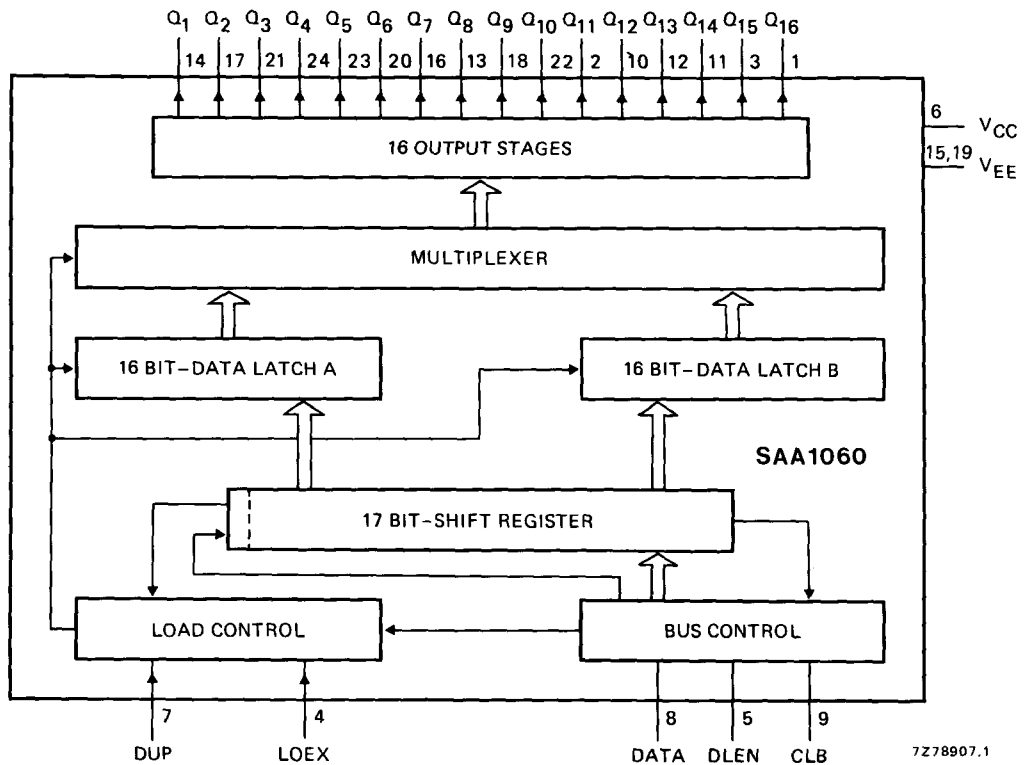 Q1 Q2 Q3 Q4 Q5 Q6 Q7 Q8 Q9 Q10 Q11 Q12 Q13 Q14 Q15 Q16
14 17 21 24 23 20 16 13 18 22 2 10 12 11 3 1
16 OUTPUT STAGES
6 VCC
15,19 VEE
MULTIPLEXER
16 BIT-DATA LATCH A
16 BIT-DATA LATCH B
SAA1060
17 BIT-SHIFT REGISTER
LOAD CONTROL
BUS CONTROL
7 4 8 5 9
DUP LOEX DATA DLEN CLB
7Z78907.1